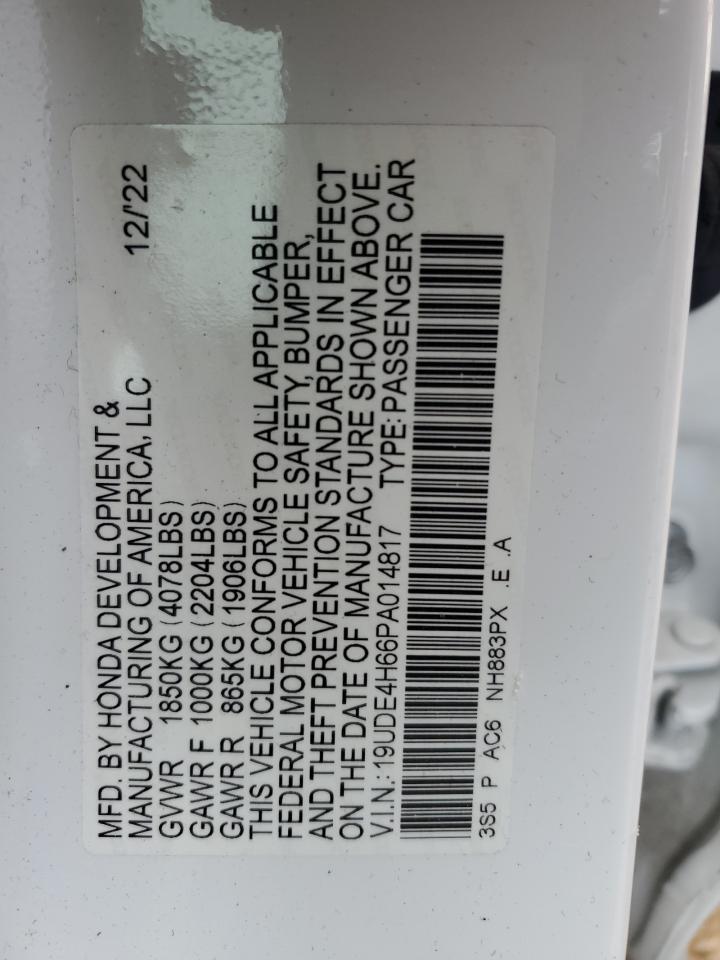 MFD. BY HONDA DEVELOPMENT &
MANUFACTURING OF AMERICA, LLC 12/'22
GVWR 1850KG (4078LBS)
GAWR F 1000KG (2204LBS)
GAWR R 865KG (1906LBS)
THIS VEHICLE CONFORMS TO ALL APPLICABLE
FEDERAL MOTOR VEHICLE SAFETY, BUMPER,
AND THEFT PREVENTION STANDARDS IN EFFECT
ON THE DATE OF MANUFACTURE SHOWN ABOVE.
V.I.N.: 19UDE4H66PA014817 TYPE: PASSENGER CAR
3S5 P AC6 NH883PX .E .A